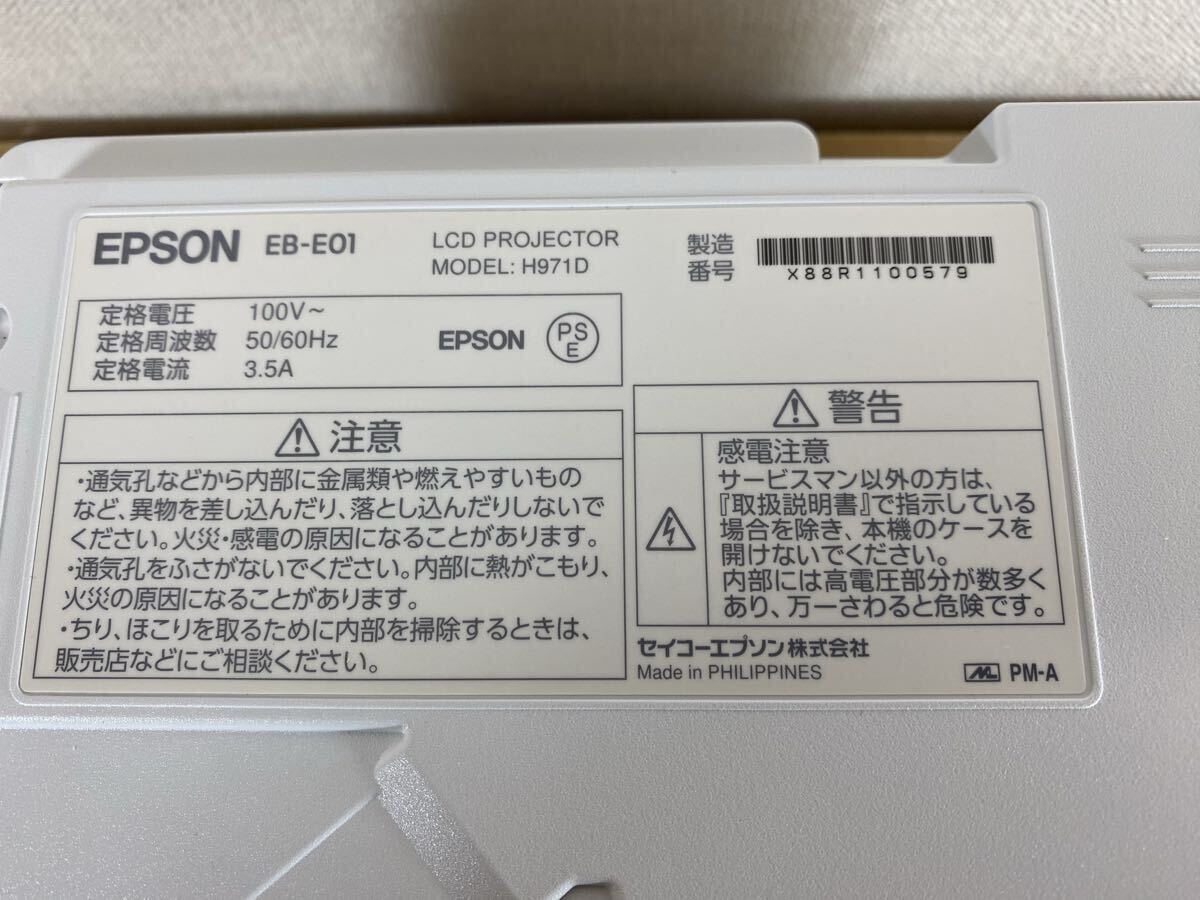 EPSON EB-E01
LCD PROJECTOR
MODEL: H971D
製造
番号
X88R1100579
定格電圧 100V～
定格周波数 50/60Hz
定格電流 3.5A
EPSON
PS
E
注意
・通気孔などから内部に金属類や燃えやすいもの
など、異物を差し込んだり、落とし込んだりしないで
ください。火災・感電の原因になることがあります。
・通気孔をふさがないでください。内部に熱がこもり、
火災の原因になることがあります。
・ちり、ほこりを取るために内部を掃除するときは、
販売店などにご相談ください。
警告
感電注意
サービスマン以外の方は、
『取扱説明書』で指示している
場合を除き、本機のケースを
開けないでください。
内部には高電圧部分が数多く
あり、万一さわると危険です。
セイコーエプソン株式会社
Made in PHILIPPINES
ML PM-A